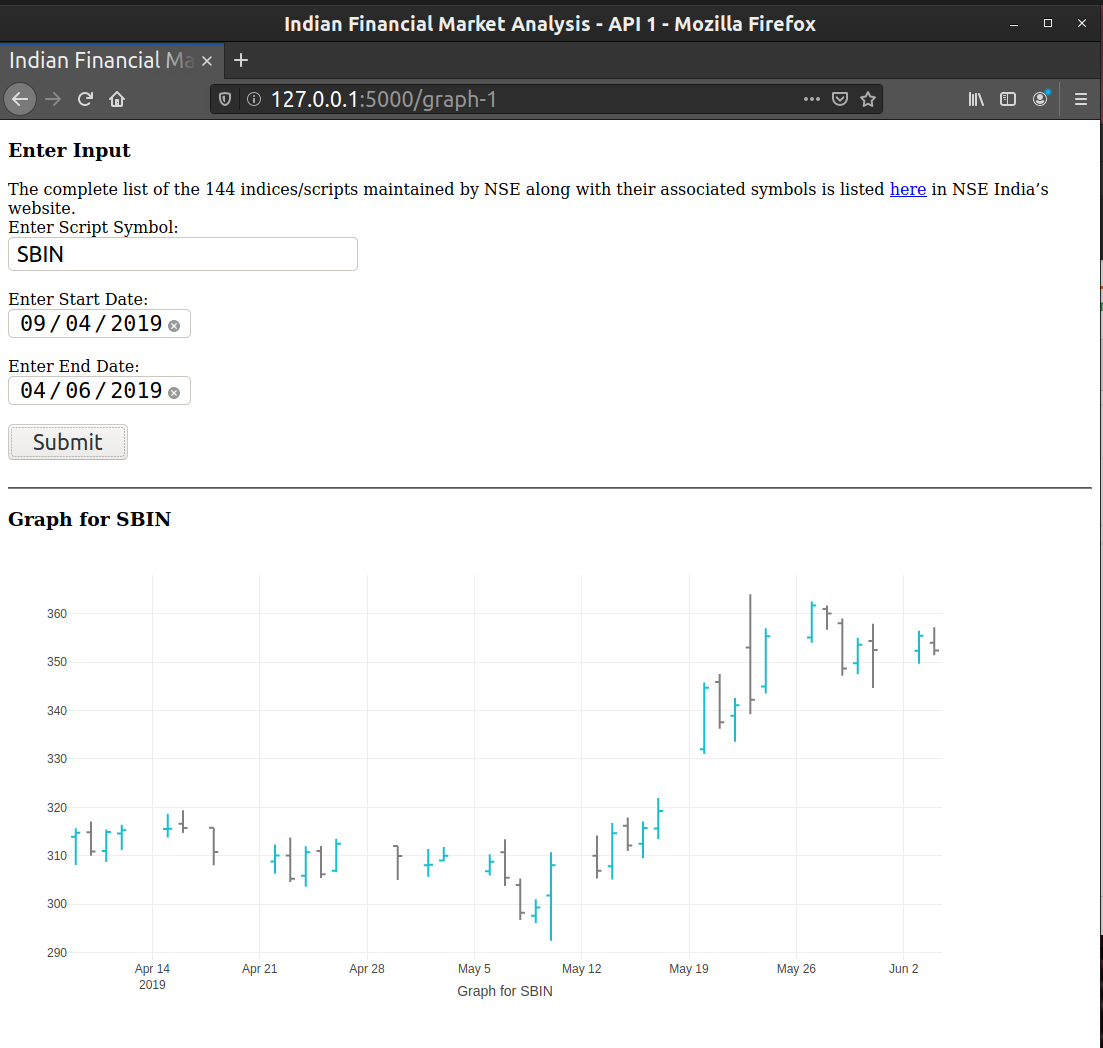 Indian Financial Market Analysis - API 1 - Mozilla Firefox
Indian Financial Ma
127.0.0.1:5000/graph-1
Enter Input
The complete list of the 144 indices/scripts maintained by NSE along with their associated symbols is listed here in NSE India’s
website.
Enter Script Symbol:
SBIN
Enter Start Date:
09/04/2019
Enter End Date:
04/06/2019
Submit
Graph for SBIN
360
350
340
330
320
310
300
290
Apr 14 Apr 21 Apr 28 May 5 May 12 May 19 May 26 Jun 2
2019
Graph for SBIN